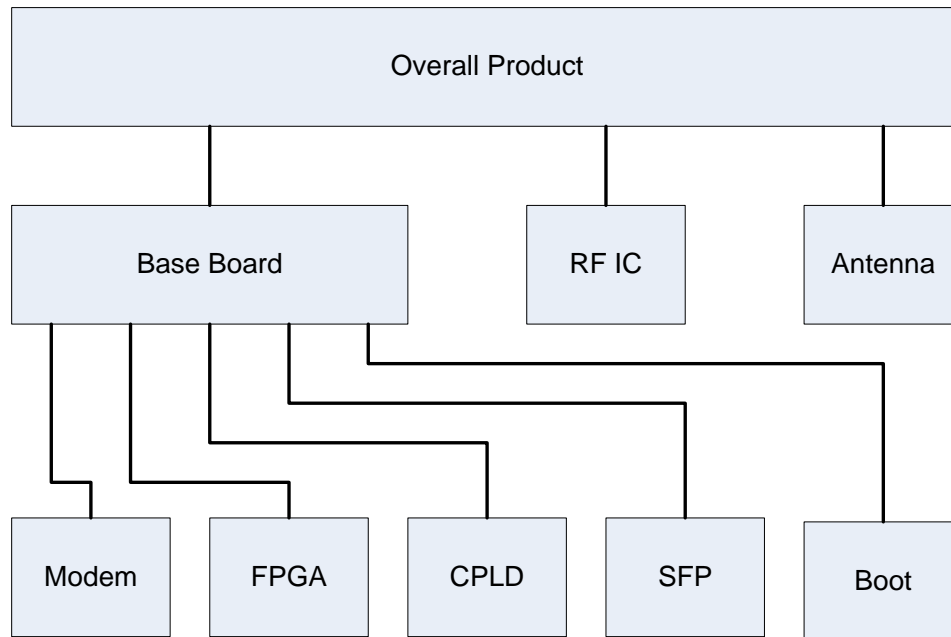 Overall Product
Base Board
RF IC
Antenna
Modem
FPGA
CPLD
SFP
Boot